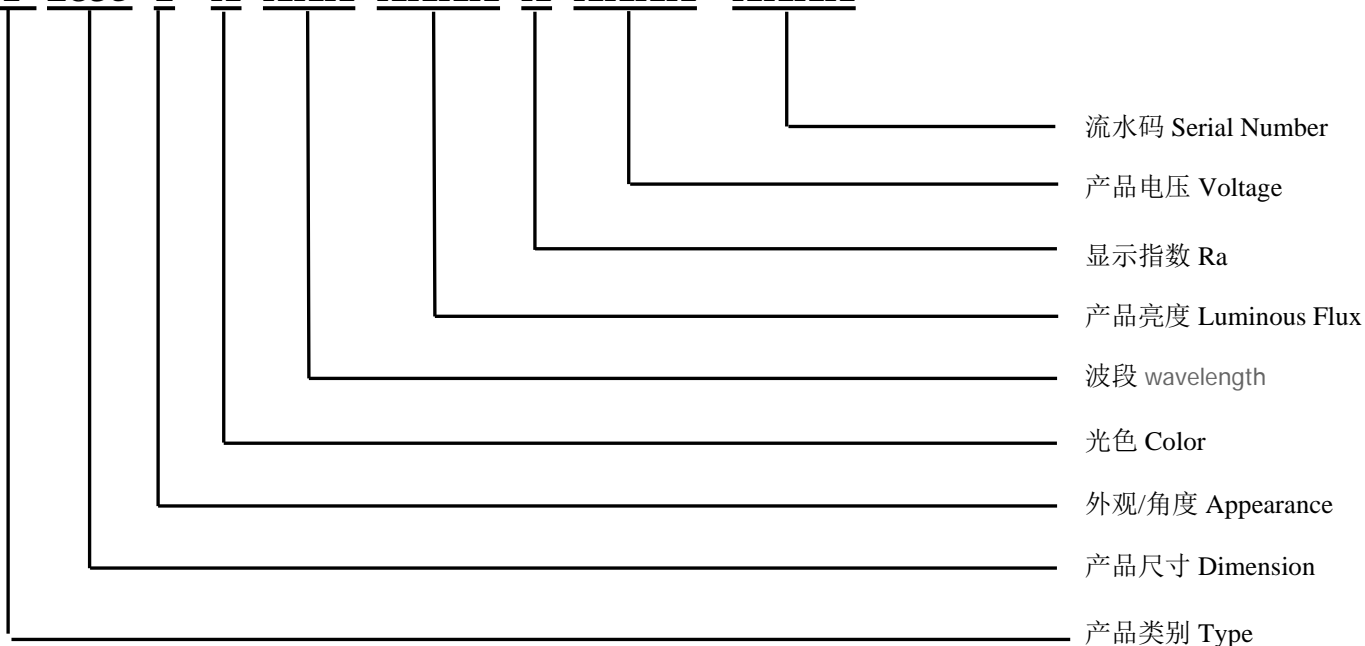 流水码 Serial Number
产品电压 Voltage
显示指数 Ra
产品亮度 Luminous Flux
波段 wavelength
光色 Color
外观/角度 Appearance
产品尺寸 Dimension
产品类别 Type